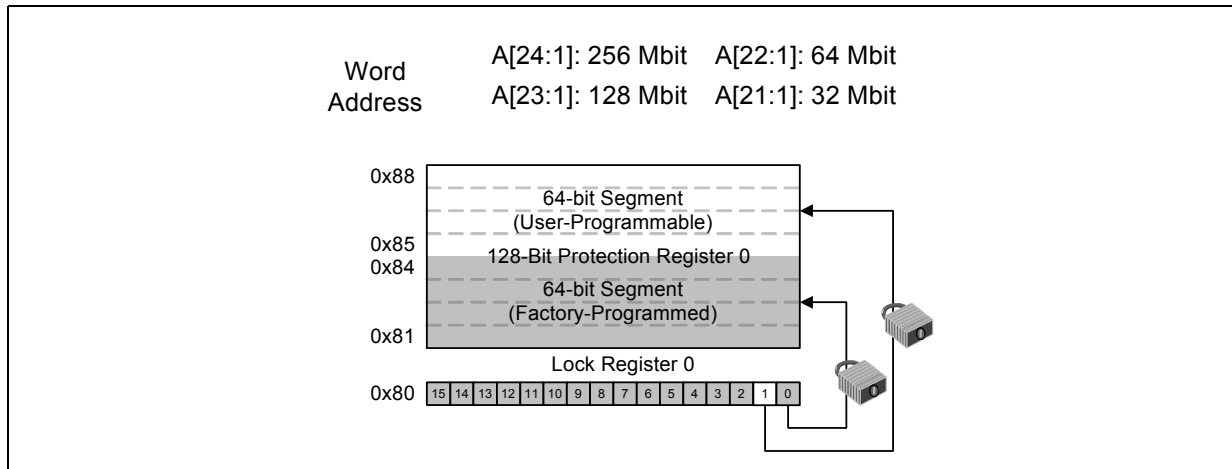 Word
Address
A[24:1]: 256 Mbit A[22:1]: 64 Mbit
A[23:1]: 128 Mbit A[21:1]: 32 Mbit
0x88
64-bit Segment
(User-Programmable)
0x85
128-Bit Protection Register 0
0x84
64-bit Segment
(Factory-Programmed)
0x81
Lock Register 0
0x80 15 14 13 12 11 10 9 8 7 6 5 4 3 2 1 0